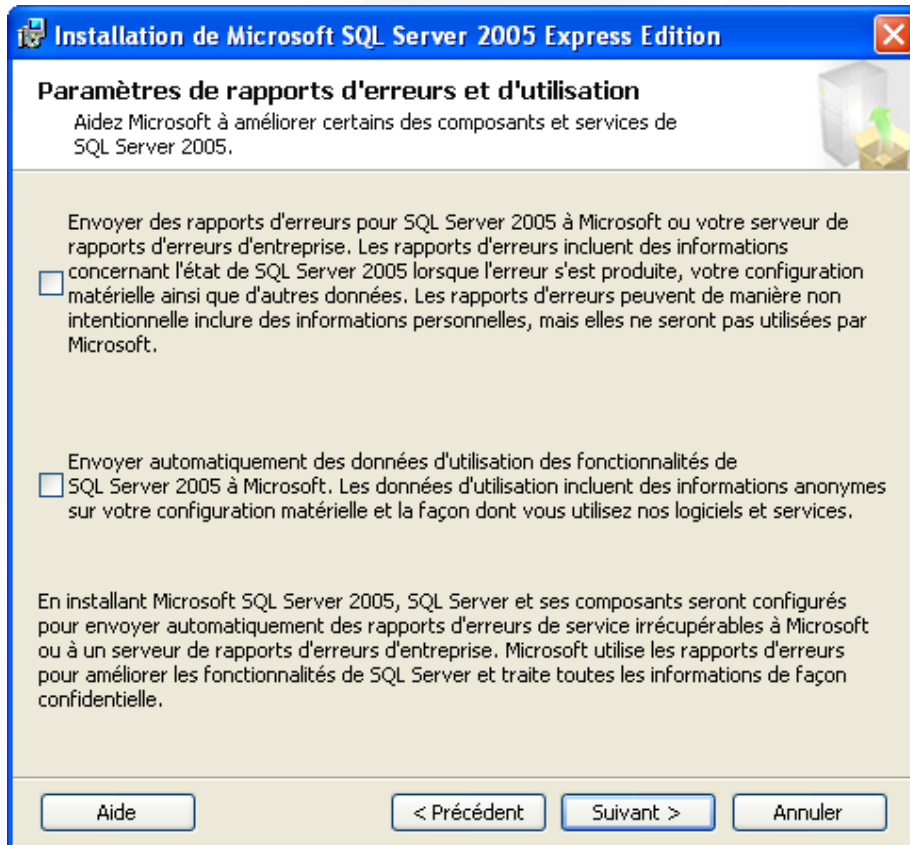 Installation de Microsoft SQL Server 2005 Express Edition
Paramètres de rapports d'erreurs et d'utilisation
Aidez Microsoft à améliorer certains des composants et services de
SQL Server 2005.
Envoyer des rapports d'erreurs pour SQL Server 2005 à Microsoft ou votre serveur de
rapports d'erreurs d'entreprise. Les rapports d'erreurs incluent des informations
concernant l'état de SQL Server 2005 lorsque l'erreur s'est produite, votre configuration
matérielle ainsi que d'autres données. Les rapports d'erreurs peuvent de manière non
intentionnelle inclure des informations personnelles, mais elles ne seront pas utilisées par
Microsoft.
Envoyer automatiquement des données d'utilisation des fonctionnalités de
SQL Server 2005 à Microsoft. Les données d'utilisation incluent des informations anonymes
sur votre configuration matérielle et la façon dont vous utilisez nos logiciels et services.
En installant Microsoft SQL Server 2005, SQL Server et ses composants seront configurés
pour envoyer automatiquement des rapports d'erreurs de service irrécupérables à Microsoft
ou à un serveur de rapports d'erreurs d'entreprise. Microsoft utilise les rapports d'erreurs
pour améliorer les fonctionnalités de SQL Server et traite toutes les informations de façon
confidentielle.
Aide
< Précédent
Suivant >
Annuler